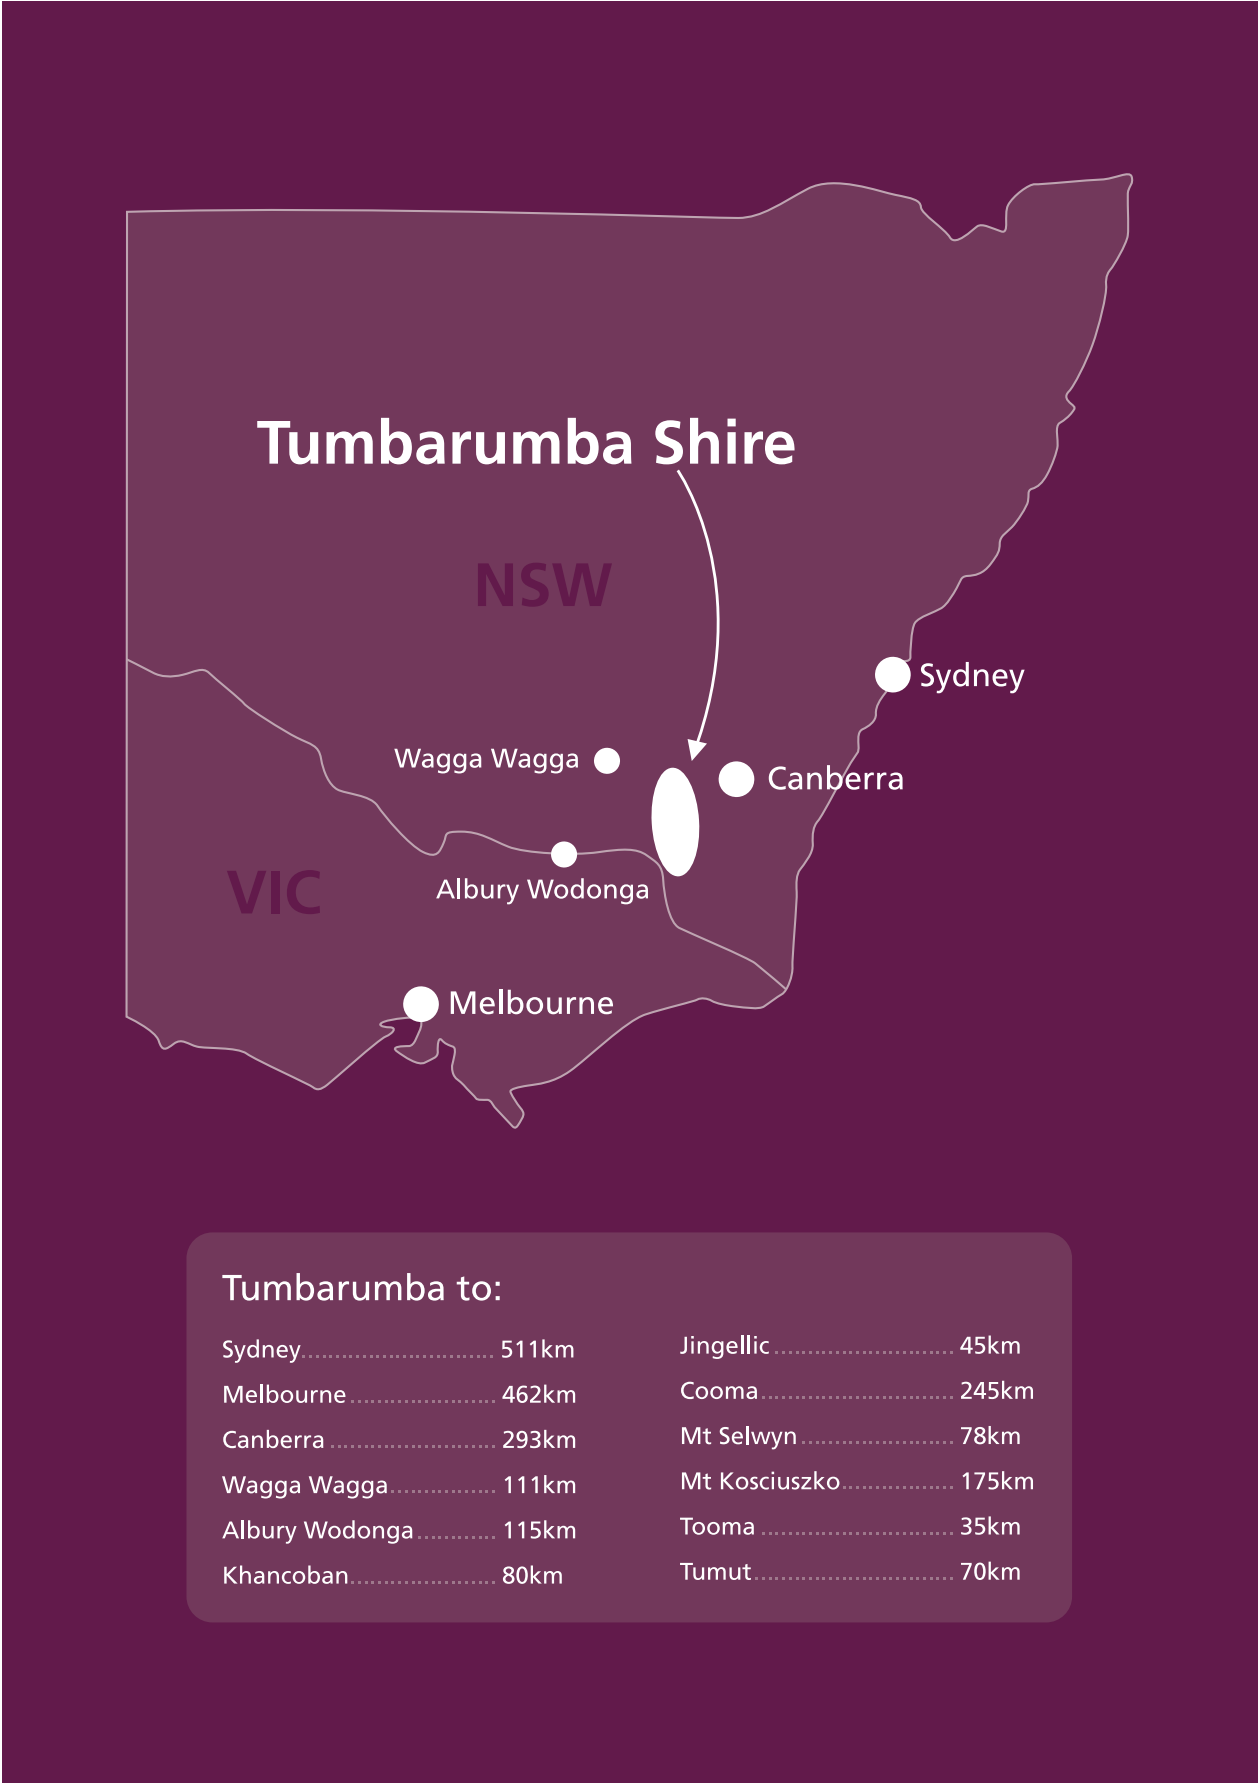 Tumbarumba Shire
NSW
Sydney
Wagga Wagga
Canberra
VIC
Albury Wodonga
Melbourne
Tumbarumba to:
Sydney............................ 511km
Melbourne..................... 462km
Canberra........................ 293km
Wagga Wagga............... 111km
Albury Wodonga........... 115km
Khancoban..................... 80km
Jingellic.......................... 45km
Cooma............................ 245km
Mt Selwyn...................... 78km
Mt Kosciuszko................ 175km
Tooma............................ 35km
Tumut............................. 70km